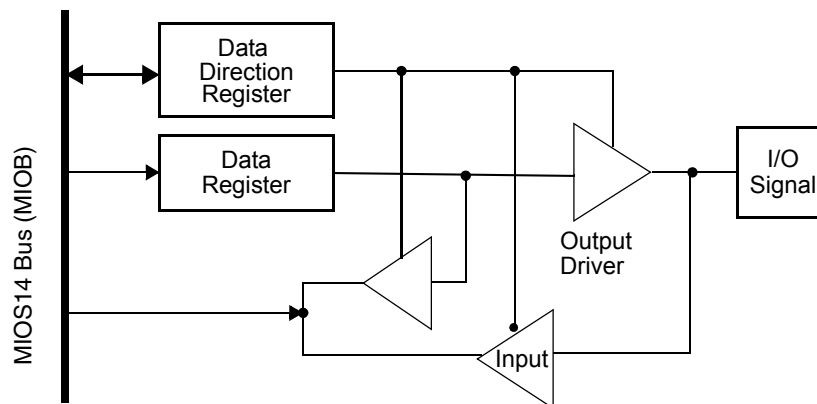 Data
Direction
Register
Data
Register
MIOS14 Bus (MIOB)
I/O
Signal
Output
Driver
Input